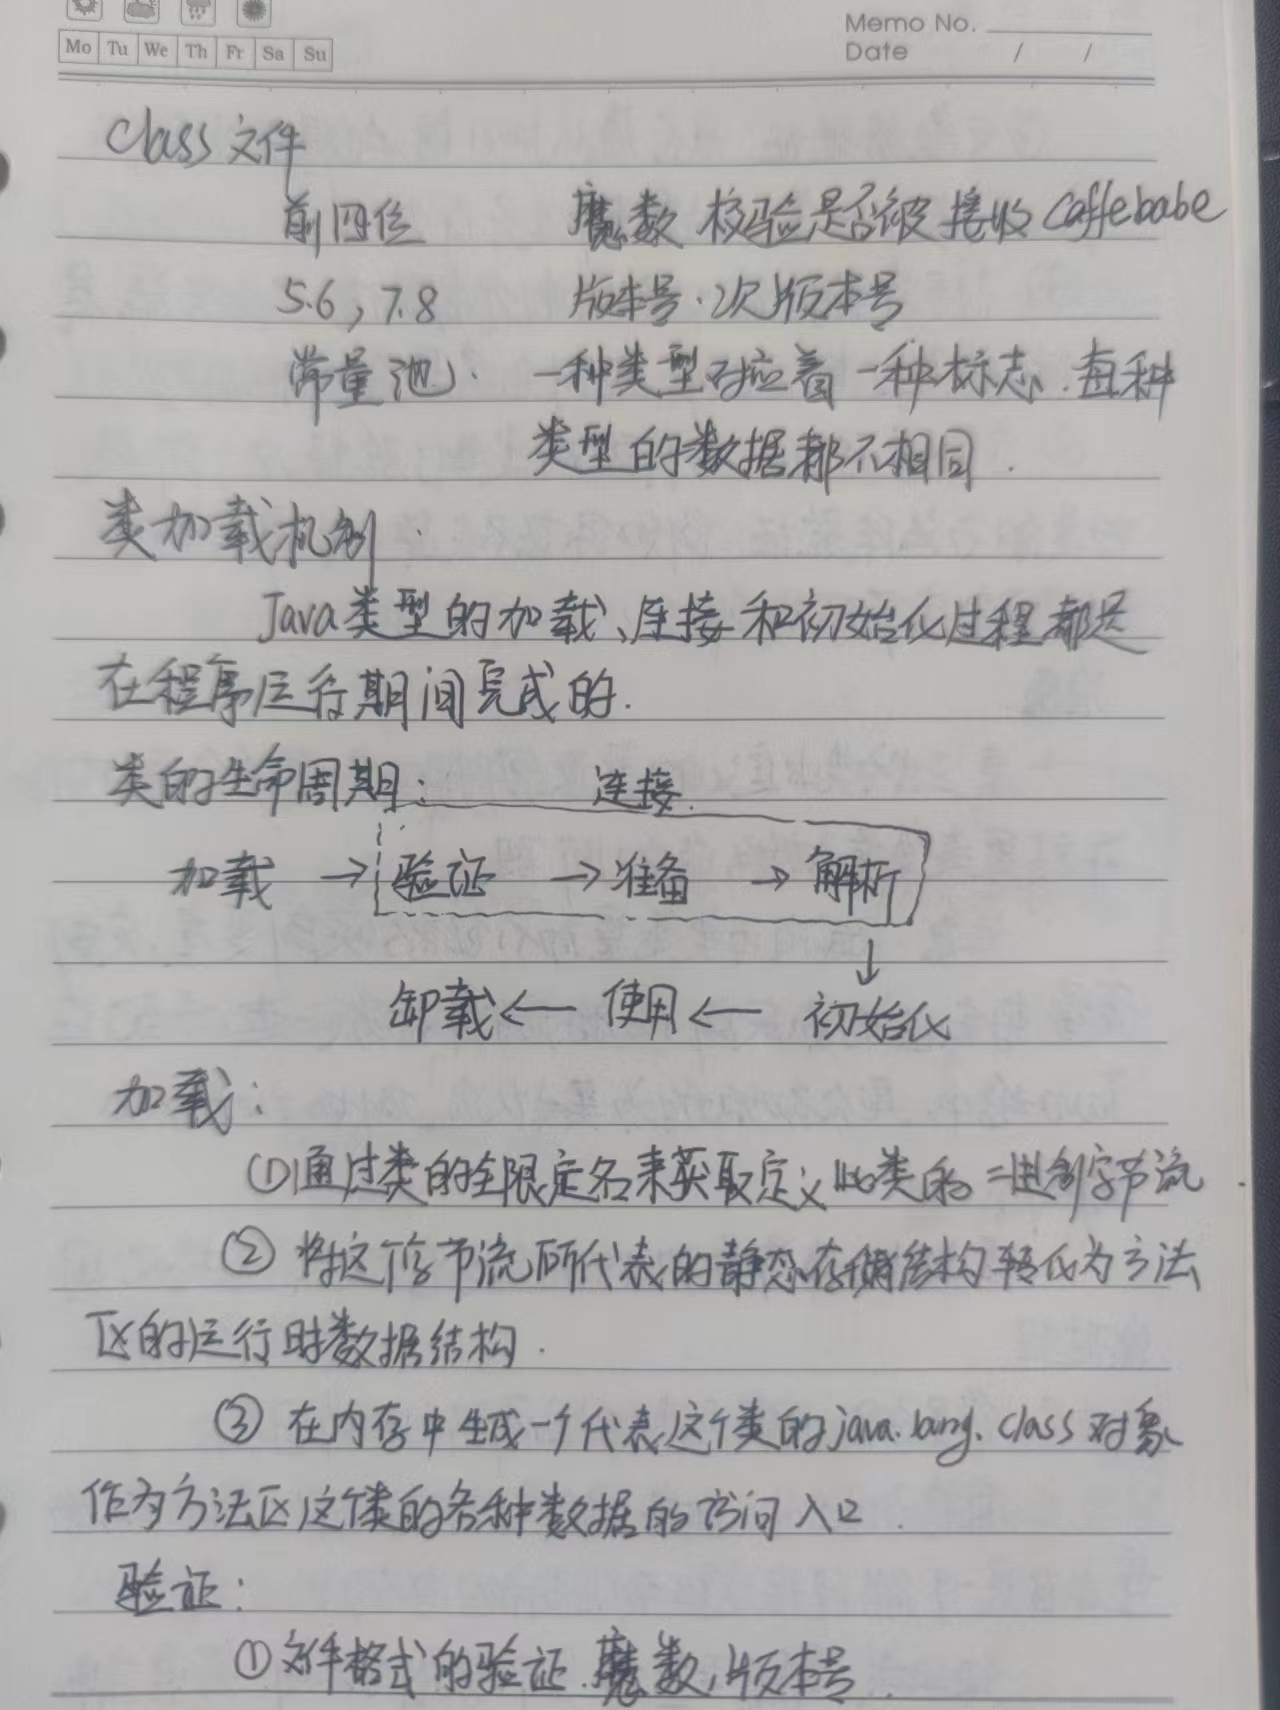 Memo No.
Mo Tu We Th Fr Sa Su
Date / /
Class文件
前四位 魔数 校验是否被接收 Caffebabe
5.6, 7.8 版本号.次版本号
常量池. 一种类型对应着一种标志.每种
类型的数据都不相同.
类加载机制.
Java类型的加载、连接和初始化过程都是
在程序运行期间完成的.
类的生命周期: 连接.
加载 → 验证 → 准备 → 解析
↓
卸载 ← 使用 ← 初始化
加载:
①通过类的全限定名来获取定义此类的二进制字节流
② 将这个字节流所代表的静态存储结构转化为方法
区的运行时数据结构.
③ 在内存中生成一个代表这个类的java.lang.class对象
作为方法区这个类的各种数据的访问入口.
验证:
①文件格式的验证.魔数,版本号.